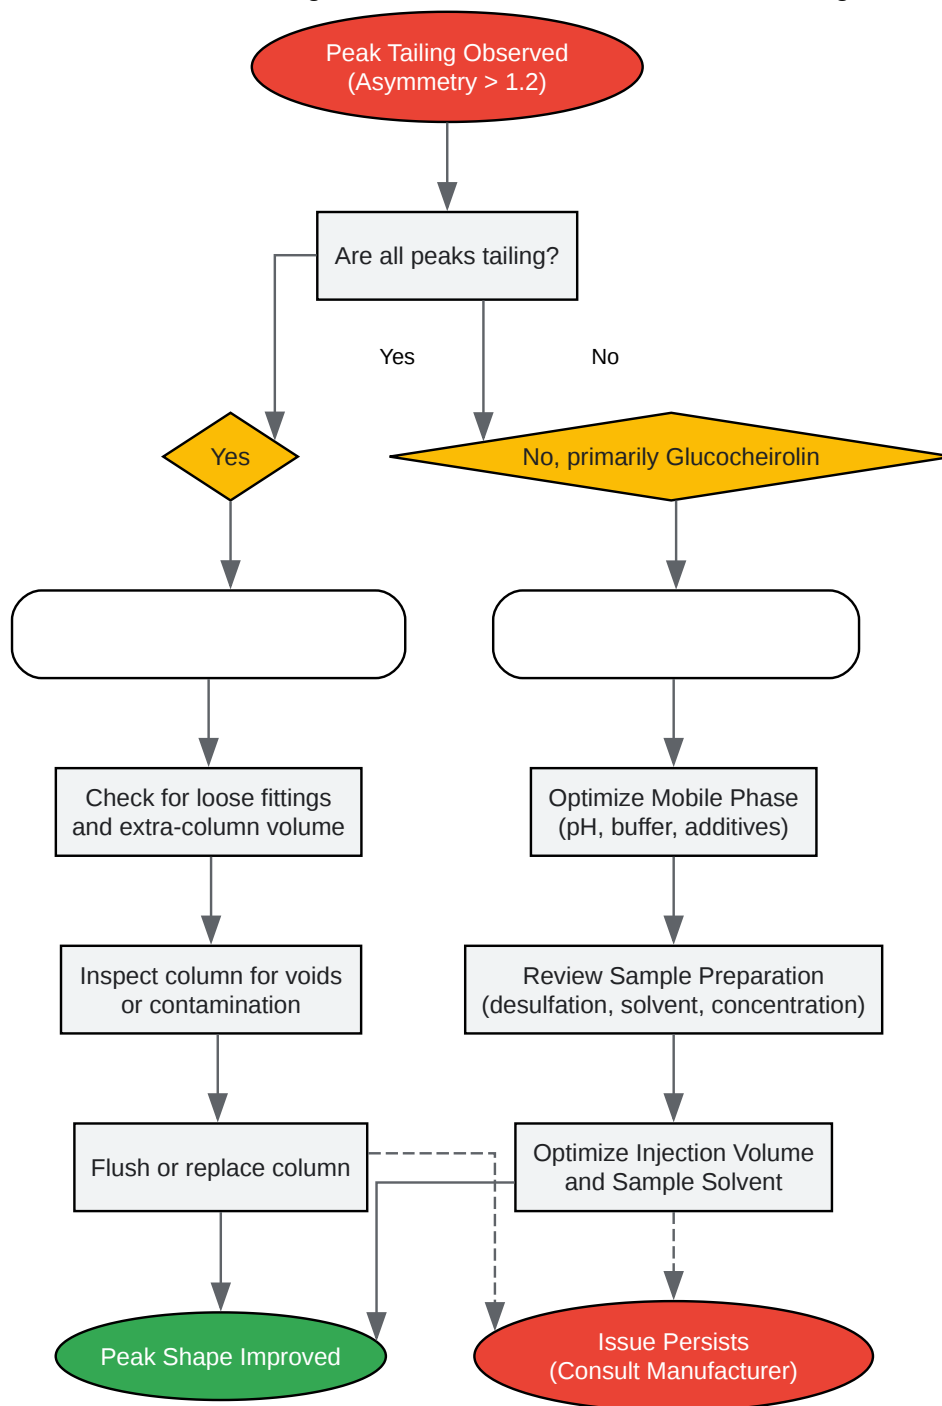 Peak Tailing Observed
(Asymmetry > 1.2)
Are all peaks tailing?
Yes
No
Yes
No, primarily Glucocheirolin
Check for loose fittings
and extra-column volume
Optimize Mobile Phase
(pH, buffer, additives)
Inspect column for voids
or contamination
Review Sample Preparation
(desulfation, solvent, concentration)
Flush or replace column
Optimize Injection Volume
and Sample Solvent
Peak Shape Improved
Issue Persists
(Consult Manufacturer)